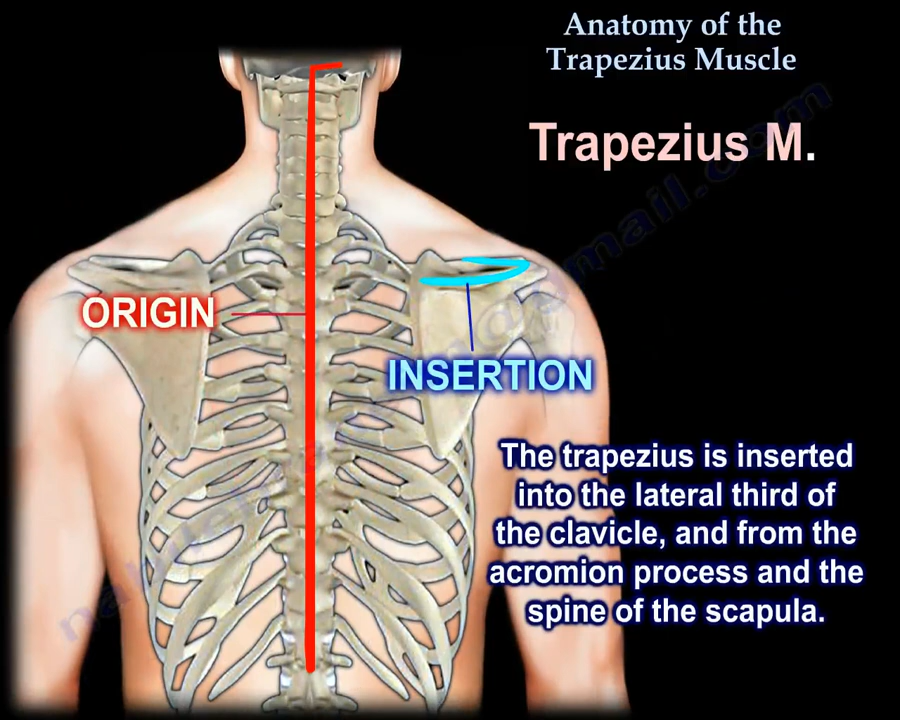 Anatomy of the
Trapezius Muscle
Trapezius M.
ORIGIN
INSERTION
The trapezius is inserted
into the lateral third of
the clavicle, and from the
acromion process and the
spine of the scapula.